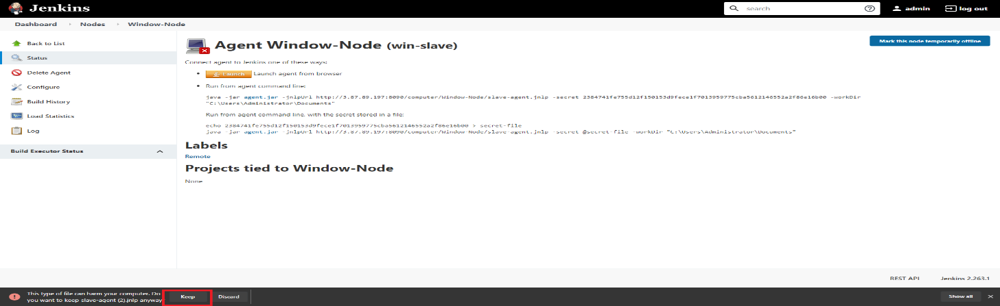 Jenkins
search
admin
log out
Dashboard
Nodes
Window-Node
Back to List
Status
Delete Agent
Configure
Build History
Load Statistics
Log
Build Executor Status
Agent Window-Node (win-slave)
Mark this node temporarily offline
Connect agent to Jenkins one of these ways:
Launch Launch agent from browser
Run from agent command line:
java -jar agent.jar -jnlpUrl http://3.87.89.197:8090/computer/Window-Node/slave-agent.jnlp -secret 2384741fe755d12f150153d9fece1f7013959775cba5612146552a2f86e16b00 -workDir
"C:\Users\Administrator\Documents"
Run from agent command line, with the secret stored in a file:
echo 2384741fe755d12f150153d9fece1f7013959775cba5612146552a2f86e16b00 > secret-file
java -jar agent.jar -jnlpUrl http://3.87.89.197:8090/computer/Window-Node/slave-agent.jnlp -secret @secret-file -workDir "C:\Users\Administrator\Documents"
Labels
Remote
Projects tied to Window-Node
None
REST API
Jenkins 2.263.1
This type of file can harm your computer. Do
you want to keep slave-agent (2).jnlp anyway
Keep
Discard
Show all